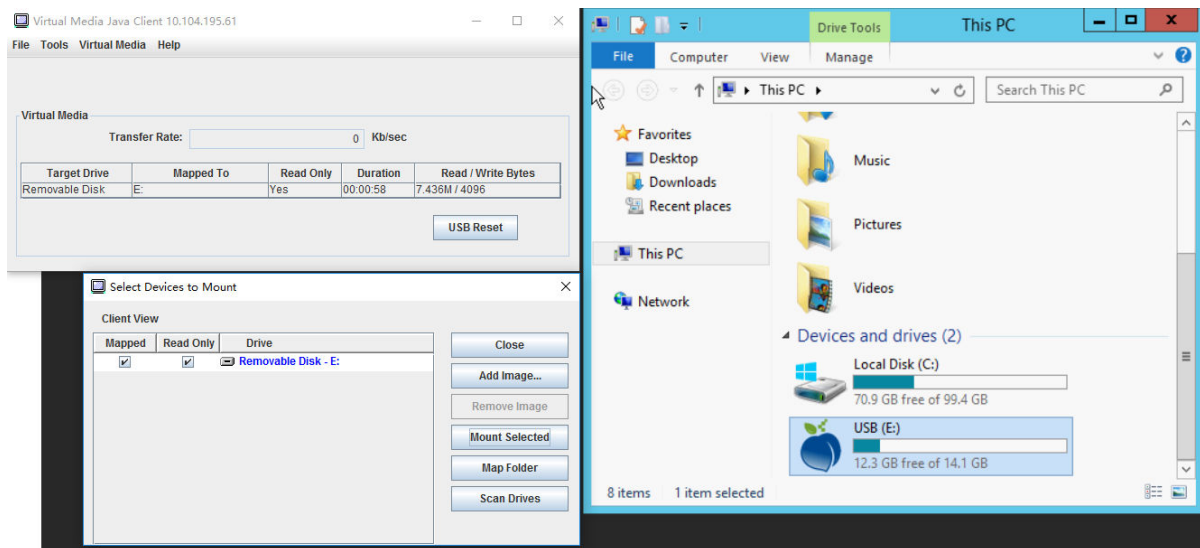 Virtual Media Java Client 10.104.195.61
File Tools Virtual Media Help
Virtual Media
Transfer Rate: 0 Kb/sec
Target Drive Mapped To Read Only Duration Read / Write Bytes
Removable Disk E: Yes 00:00:58 7.436M / 4096
USB Reset
Select Devices to Mount
Client View
Mapped Read Only Drive
Removable Disk - E:
Close
Add Image...
Remove Image
Mount Selected
Map Folder
Scan Drives
Drive Tools This PC
File Computer View Manage
This PC Search This PC
Favorites
Desktop
Downloads
Recent places
This PC
Network
Music
Pictures
Videos
Devices and drives (2)
Local Disk (C:)
70.9 GB free of 99.4 GB
USB (E:)
12.3 GB free of 14.1 GB
8 items 1 item selected